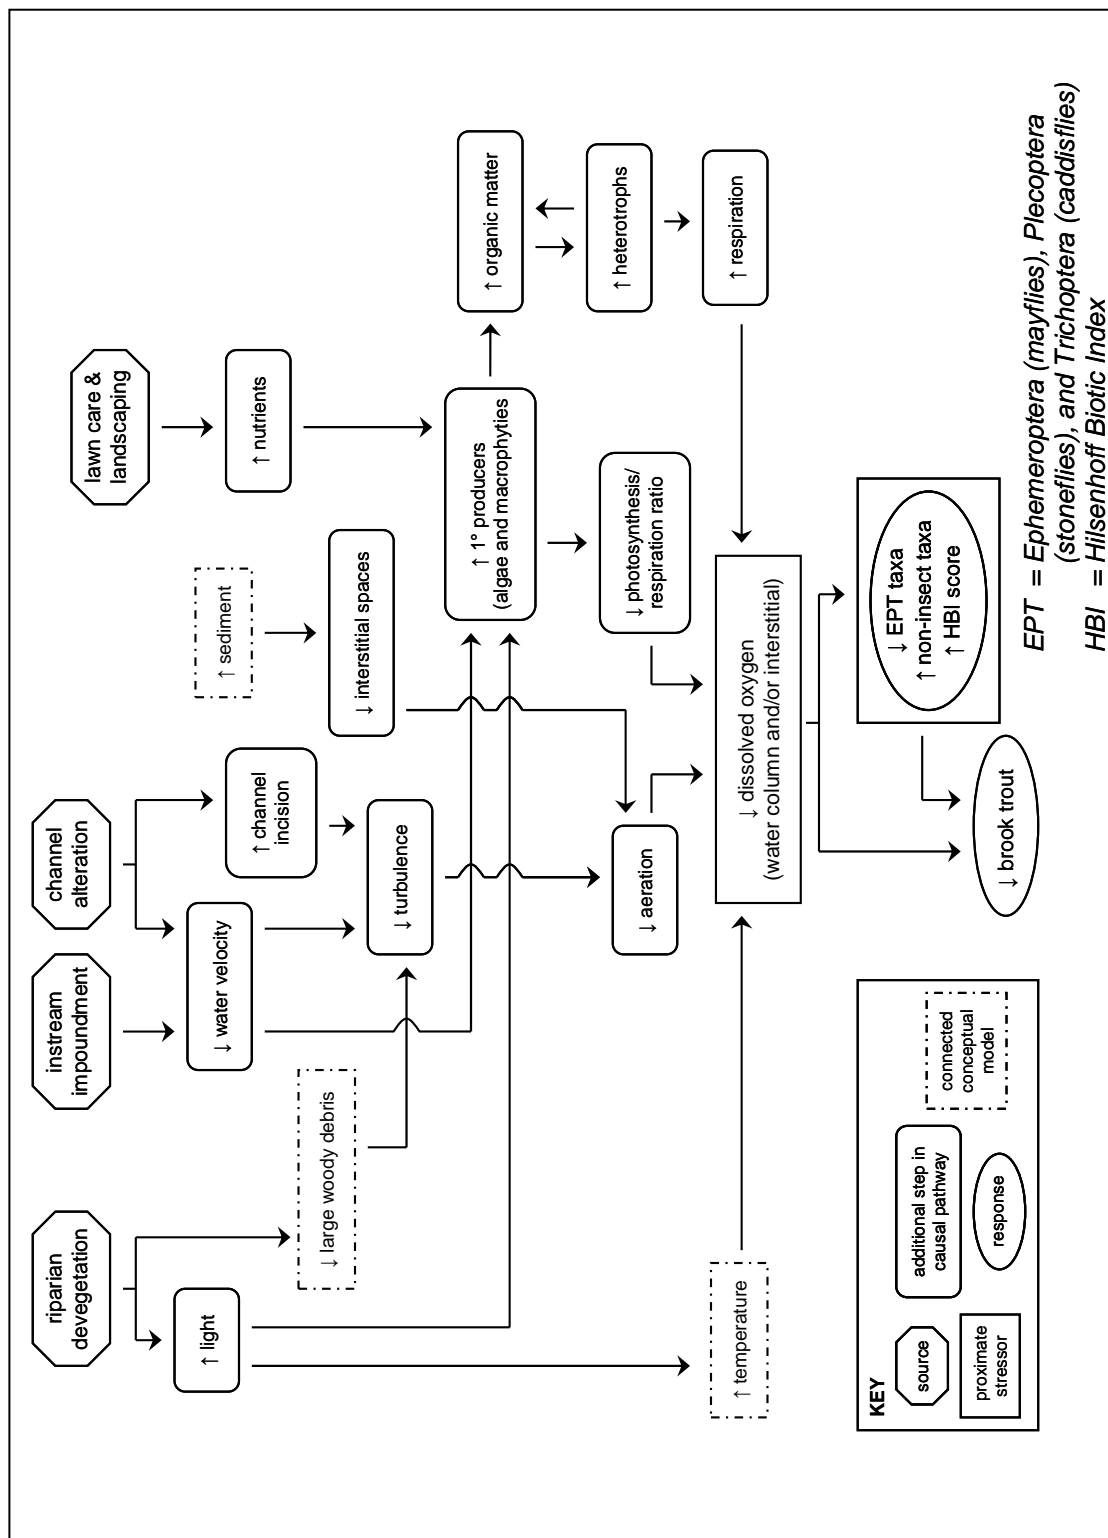 riparian
devegetation
instream
impoundment
channel
alteration
lawn care &
landscaping
↑ light
↓ water velocity
↑ channel
incision
↑ sediment
↑ nutrients
↓ large woody debris
↓ turbulence
↓ interstitial spaces
↑ 1° producers
(algae and macrophyties)
↑ organic matter
↑ heterotrophs
↓ aeration
↓ photosynthesis/
respiration ratio
↑ respiration
↑ temperature
↓ dissolved oxygen
(water column and/or interstitial)
↓ EPT taxa
↑ non-insect taxa
↑ HBI score
↓ brook trout
KEY
source
additional step in
causal pathway
connected
conceptual
model
proximate
stressor
response
EPT = Ephemeroptera (mayflies), Plecoptera
(stoneflies), and Trichoptera (caddisflies)
HBI = Hilsenhoff Biotic Index